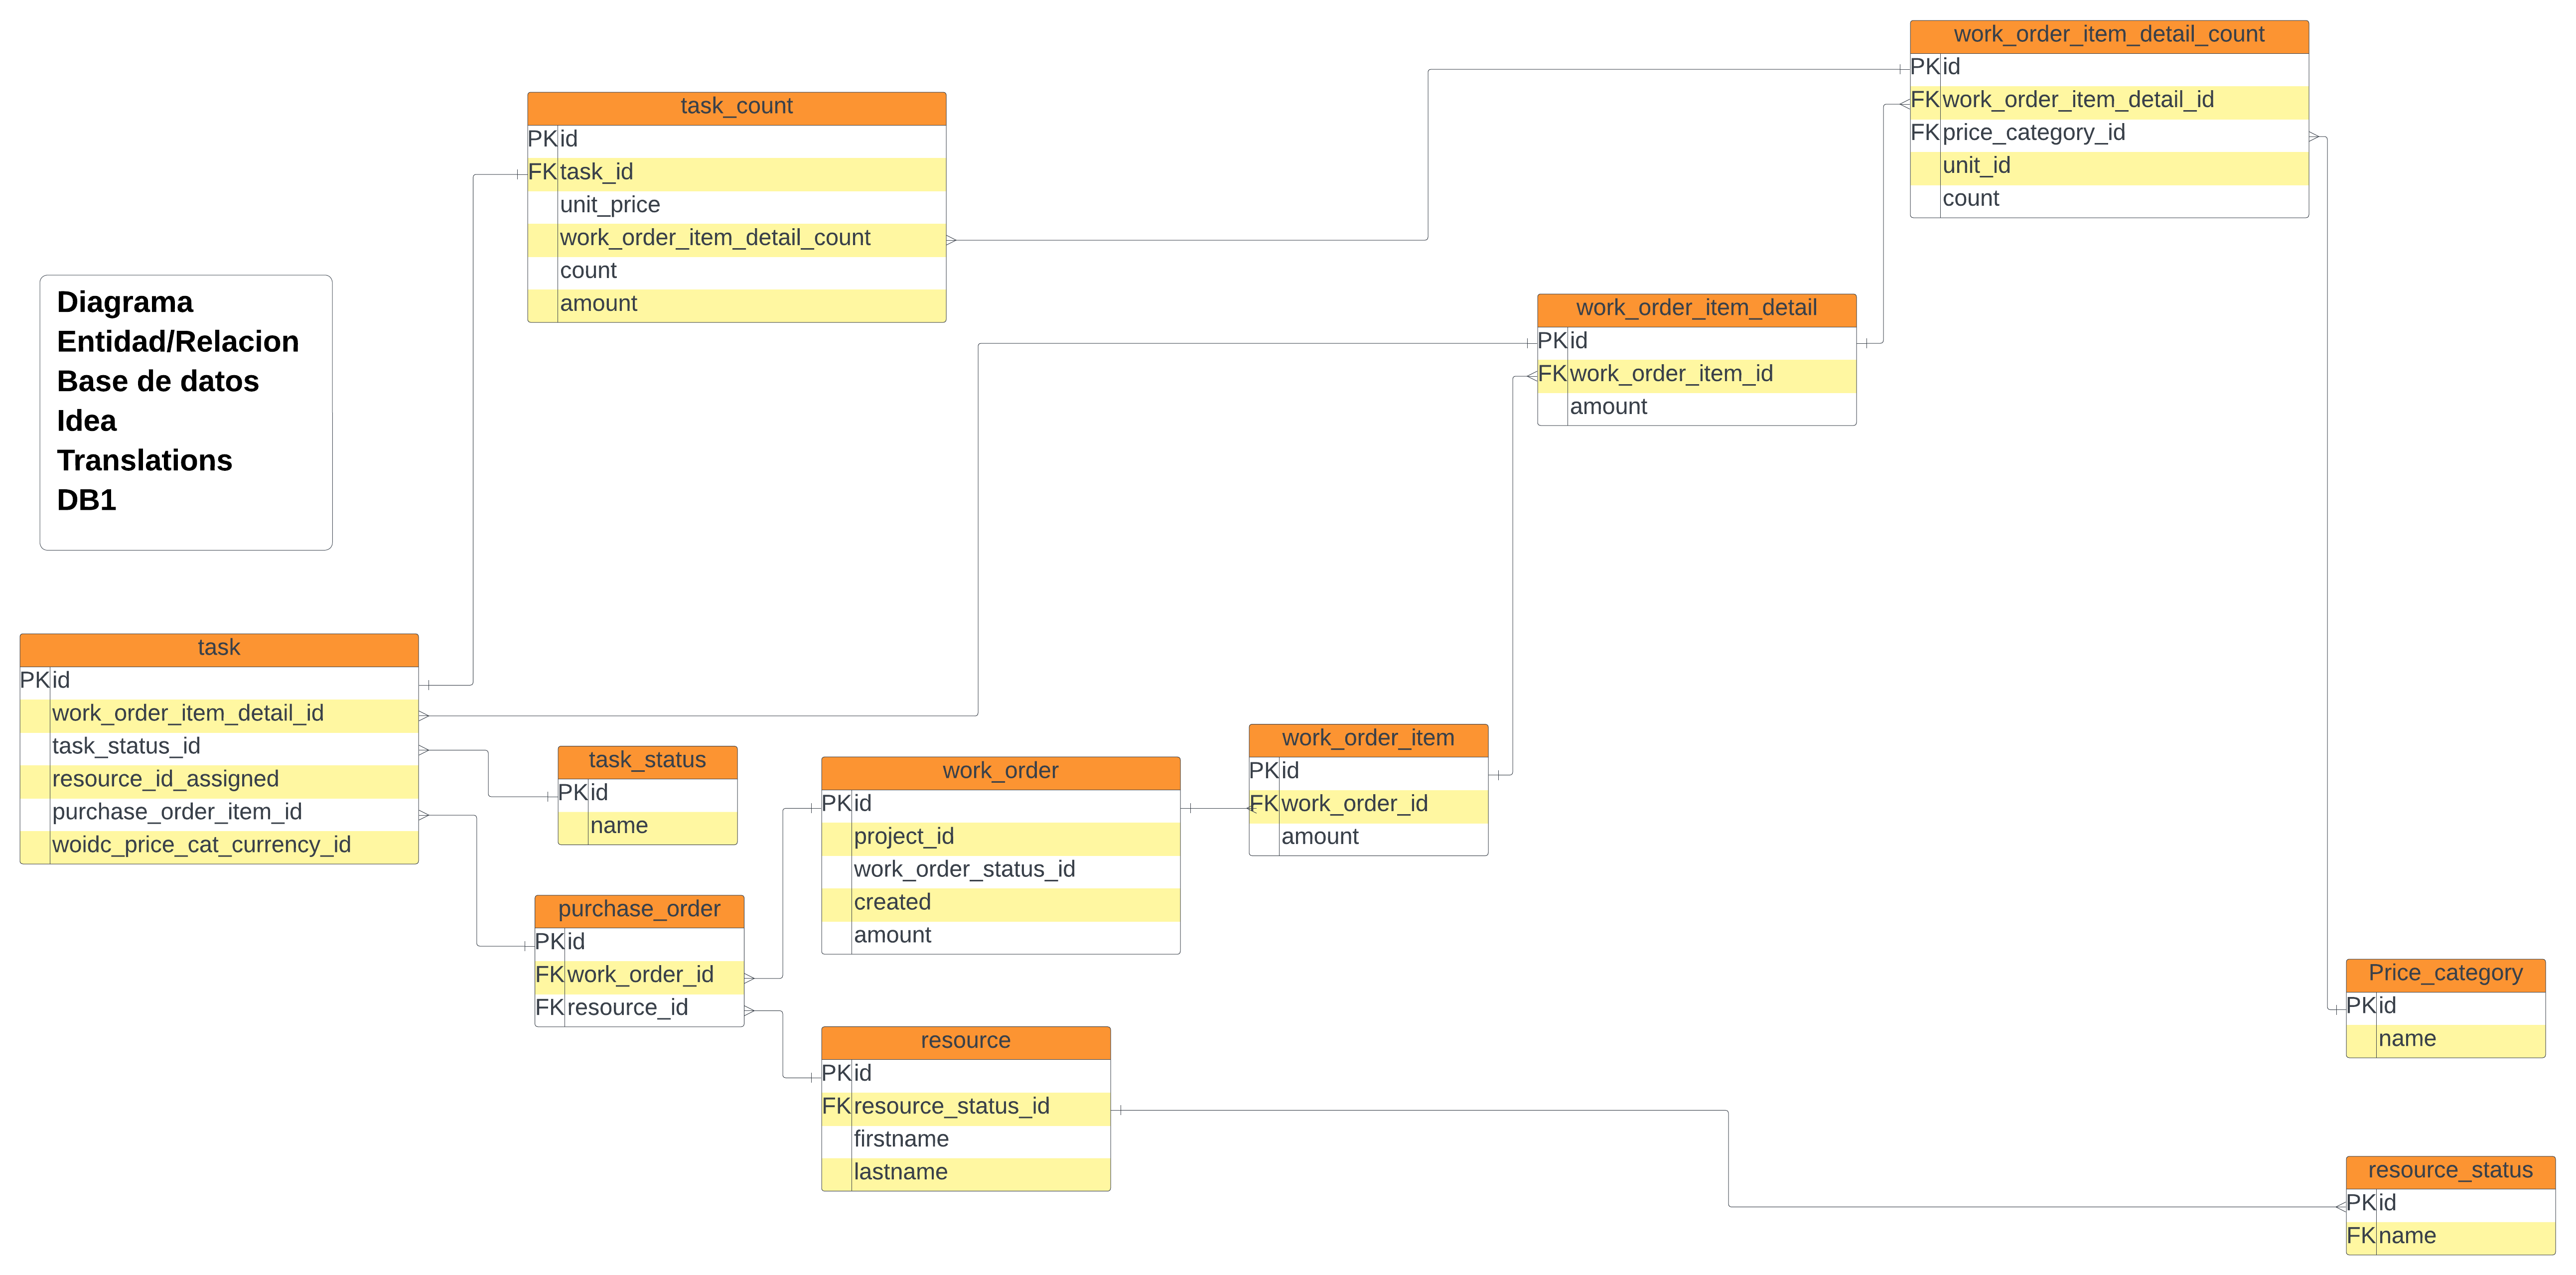 work_order_item_detail_count
PK id
FK work_order_item_detail_id
FK price_category_id
unit_id
count
task_count
PK id
FK task_id
unit_price
work_order_item_detail_count
count
amount
Diagrama
Entidad/Relacion
Base de datos
Idea
Translations
DB1
work_order_item_detail
PK id
FK work_order_item_id
amount
task
PK id
work_order_item_detail_id
task_status_id
resource_id_assigned
purchase_order_item_id
woidc_price_cat_currency_id
task_status
PK id
name
work_order
PK id
project_id
work_order_status_id
created
amount
work_order_item
PK id
FK work_order_id
amount
purchase_order
PK id
FK work_order_id
FK resource_id
resource
PK id
FK resource_status_id
firstname
lastname
Price_category
PK id
name
resource_status
PK id
FK name